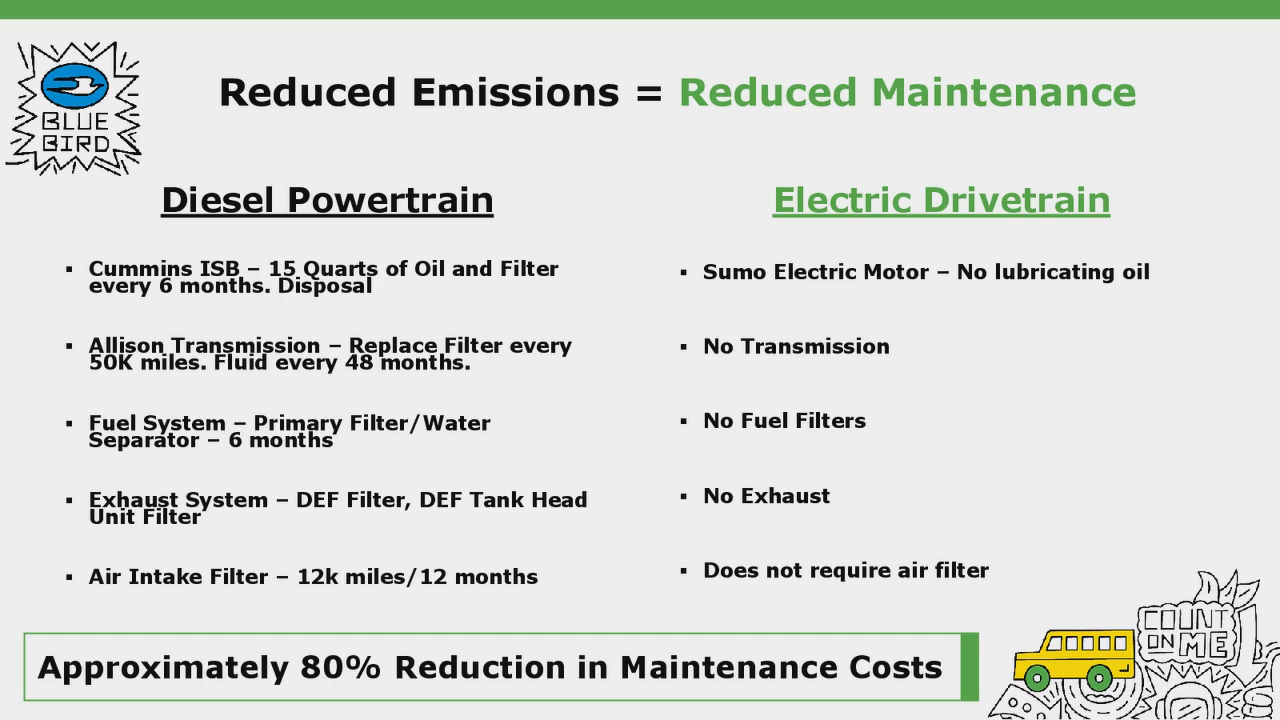 BLUE
BIRD
Reduced Emissions = Reduced Maintenance
Diesel Powertrain
▪ Cummins ISB – 15 Quarts of Oil and Filter
every 6 months. Disposal
▪ Allison Transmission – Replace Filter every
50K miles. Fluid every 48 months.
▪ Fuel System – Primary Filter/Water
Separator – 6 months
▪ Exhaust System – DEF Filter, DEF Tank Head
Unit Filter
▪ Air Intake Filter – 12k miles/12 months
Electric Drivetrain
▪ Sumo Electric Motor – No lubricating oil
▪ No Transmission
▪ No Fuel Filters
▪ No Exhaust
▪ Does not require air filter
Approximately 80% Reduction in Maintenance Costs
COUNT
ON ME